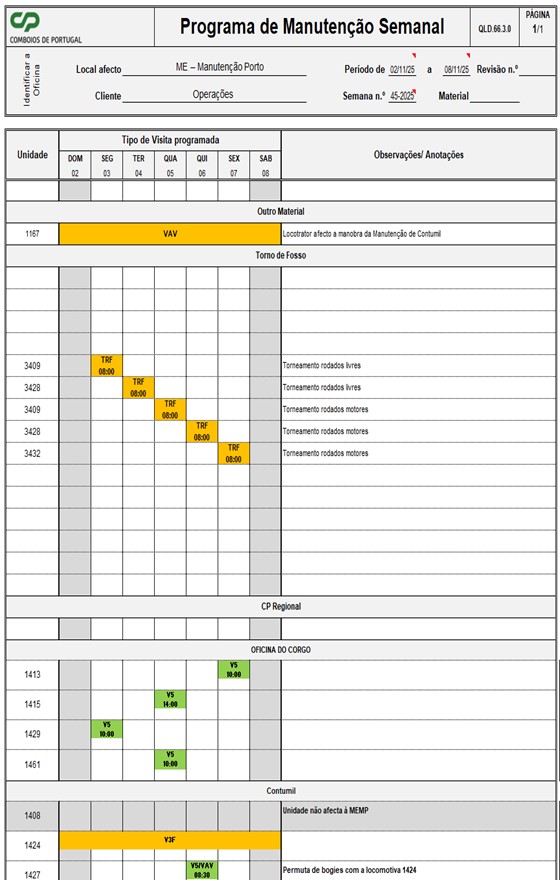 CP
COMBOIOS DE PORTUGAL
Programa de Manutenção Semanal
QLD.66.3.0
PÁGINA
1/1
Identificar a
Oficina
Local afecto ME – Manutenção Porto Periodo de 02/11/25 a 08/11/25 Revisão n.º
Cliente Operações Semana n.º 45-2025 Material
Unidade
Tipo de Visita programada
Observações/ Anotações
DOM SEG TER QUA QUI SEX SAB
02 03 04 05 06 07 08
Outro Material
1167 VAV Locotrator afecto a manobra da Manutenção de Contumil
Torno de Fosso
3409 TRF 08:00 Torneamento rodados livres
3428 TRF 08:00 Torneamento rodados livres
3409 TRF 08:00 Torneamento rodados motores
3428 TRF 08:00 Torneamento rodados motores
3432 TRF 08:00 Torneamento rodados motores
CP Regional
OFICINA DO CORGO
1413 V5 10:00
1415 V5 14:00
1429 V5 10:00
1461 V5 10:00
Contumil
1408 Unidade não afecta à MEMP
1424 V3F
1427 V5/VAV 08:30 Permuta de bogies com a locomotiva 1424